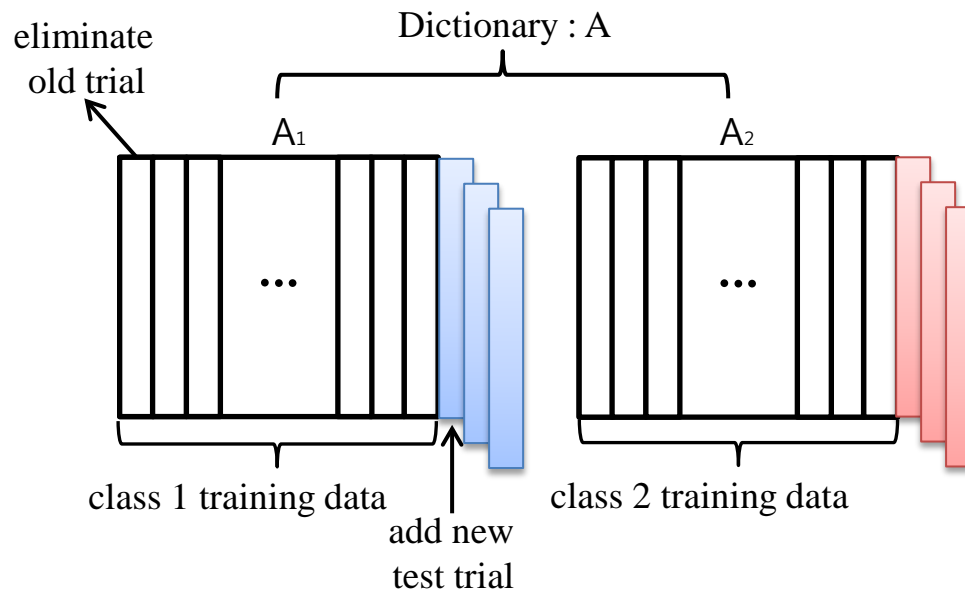 Dictionary : A
eliminate
old trial
A1
A2
...
...
class 1 training data
class 2 training data
add new
test trial